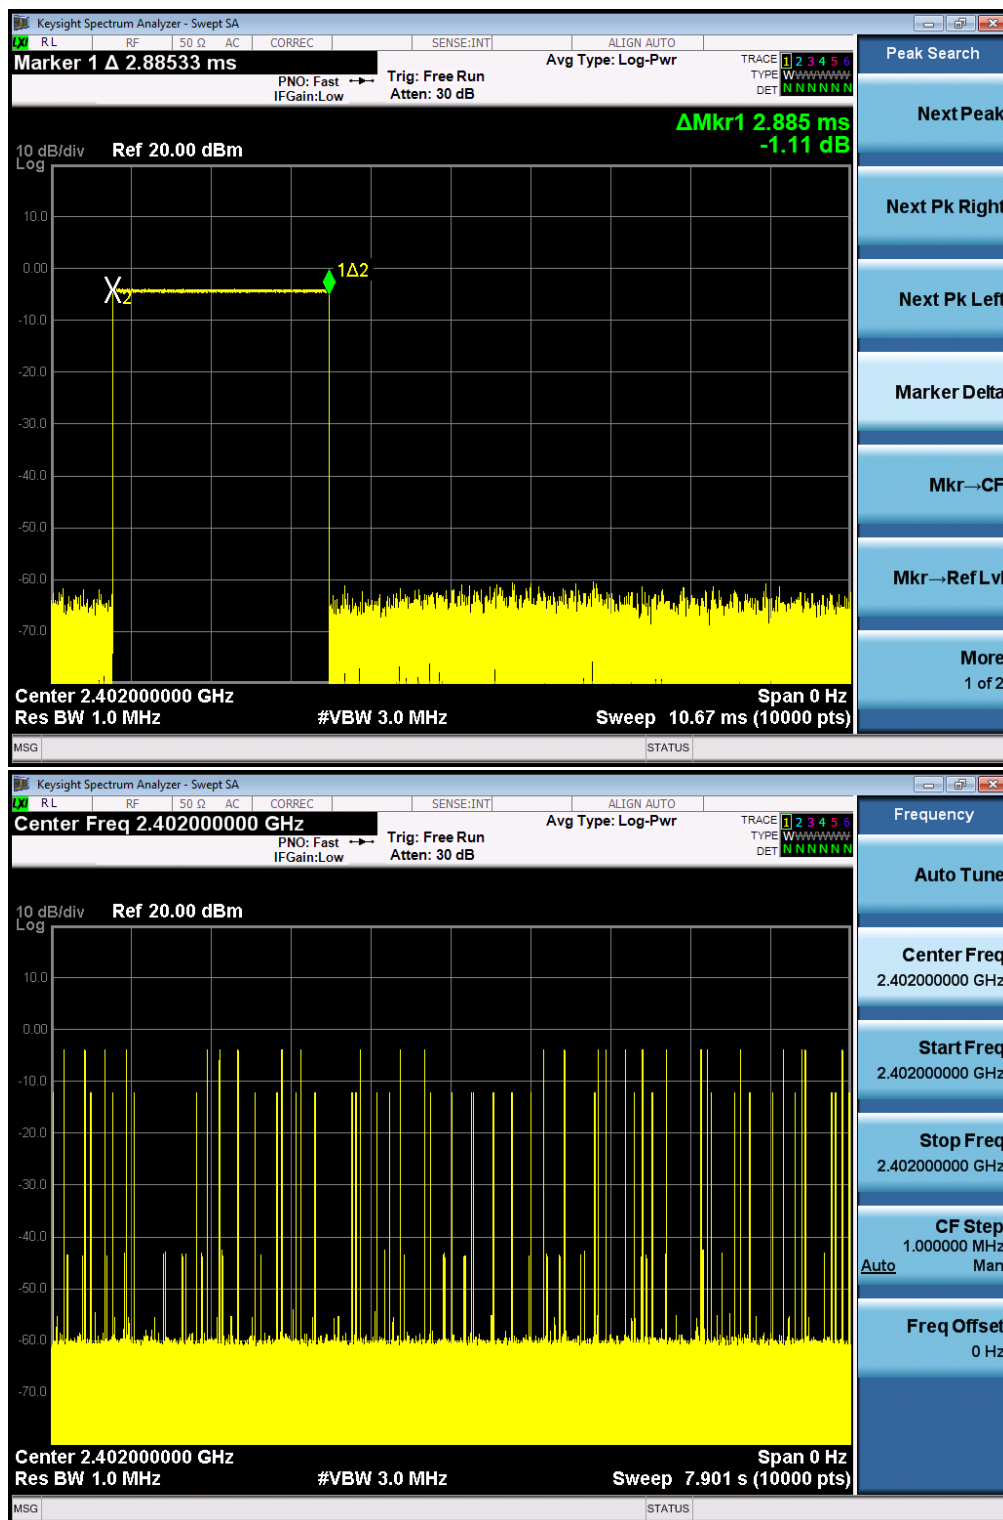 Keysight Spectrum Analyzer - Swept SA
LXI RL RF 50 Ω AC CORREC SENSE:INT ALIGN AUTO
Marker 1 Δ 2.88533 ms
PNO: Fast
IFGain:Low
Trig: Free Run
Atten: 30 dB
Avg Type: Log-Pwr
TRACE 1 2 3 4 5 6
TYPE W W W W W W
DET N N N N N N
ΔMkr1 2.885 ms
-1.11 dB
10 dB/div Ref 20.00 dBm
Log
10.0
0.00
-10.0
-20.0
-30.0
-40.0
-50.0
-60.0
-70.0
X2
1Δ2
Center 2.402000000 GHz Span 0 Hz
Res BW 1.0 MHz #VBW 3.0 MHz Sweep 10.67 ms (10000 pts)
MSG STATUS
Peak Search
Next Peak
Next Pk Right
Next Pk Left
Marker Delta
Mkr→CF
Mkr→Ref Lvl
More
1 of 2
Keysight Spectrum Analyzer - Swept SA
LXI RL RF 50 Ω AC CORREC SENSE:INT ALIGN AUTO
Center Freq 2.402000000 GHz
PNO: Fast
IFGain:Low
Trig: Free Run
Atten: 30 dB
Avg Type: Log-Pwr
TRACE 1 2 3 4 5 6
TYPE W W W W W W
DET N N N N N N
10 dB/div Ref 20.00 dBm
Log
10.0
0.00
-10.0
-20.0
-30.0
-40.0
-50.0
-60.0
-70.0
Center 2.402000000 GHz Span 0 Hz
Res BW 1.0 MHz #VBW 3.0 MHz Sweep 7.901 s (10000 pts)
MSG STATUS
Frequency
Auto Tune
Center Freq
2.402000000 GHz
Start Freq
2.402000000 GHz
Stop Freq
2.402000000 GHz
CF Step
1.000000 MHz
Auto Man
Freq Offset
0 Hz